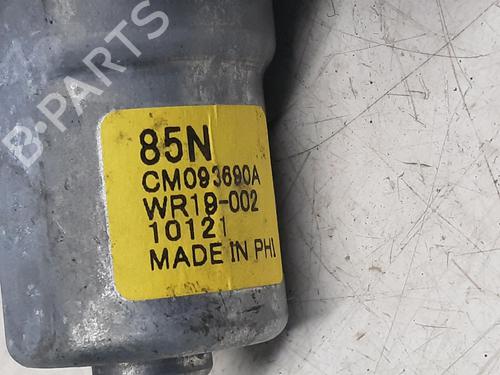 B-PARTS
85N
CM093690A
WR19-002
10121
MADE IN PHI